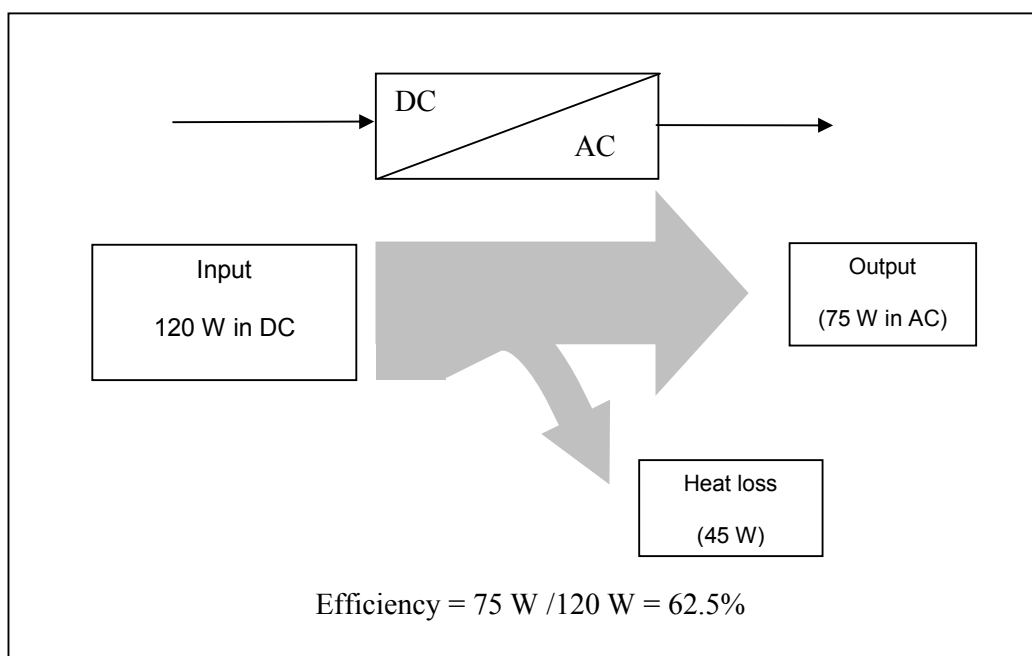 DC
AC
Input
120 W in DC
Output
(75 W in AC)
Heat loss
(45 W)
Efficiency = 75 W /120 W = 62.5%